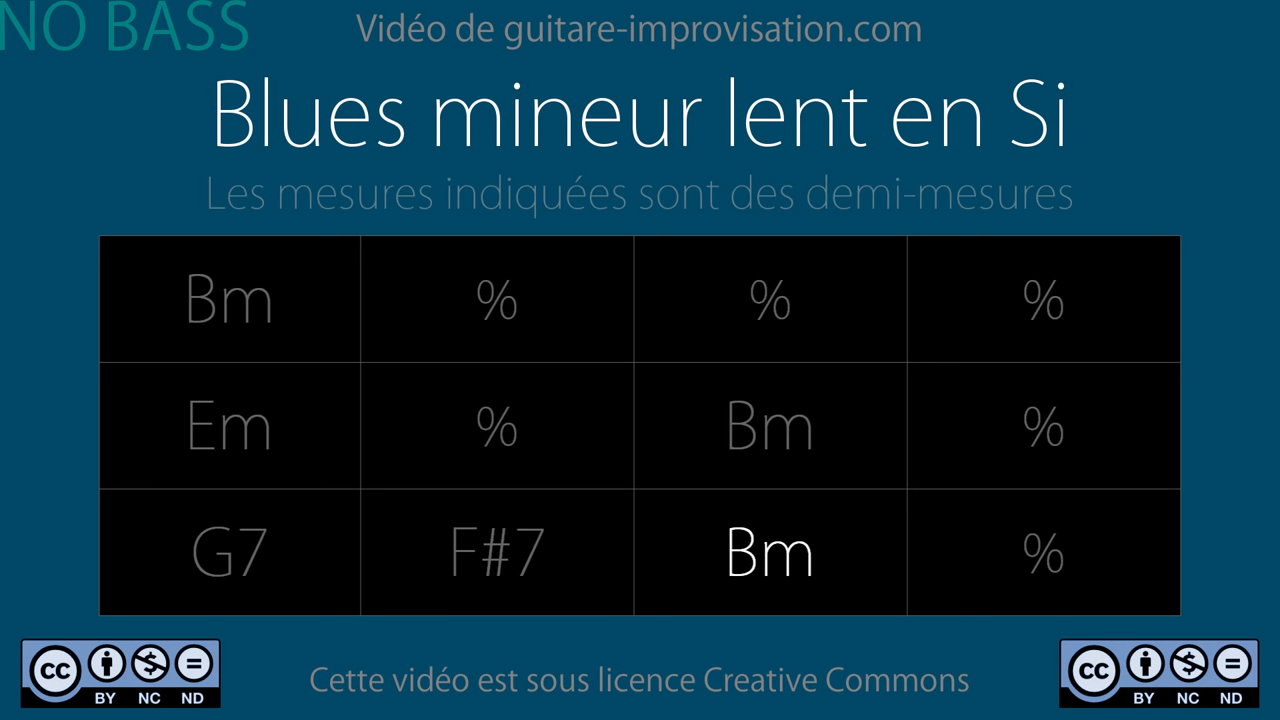 NO BASS
Vidéo de guitare-improvisation.com
Blues mineur lent en Si
Les mesures indiquées sont des demi-mesures
Bm % % %
Em % Bm %
G7 F#7 Bm %
cc BY NC ND
Cette vidéo est sous licence Creative Commons
cc BY NC ND